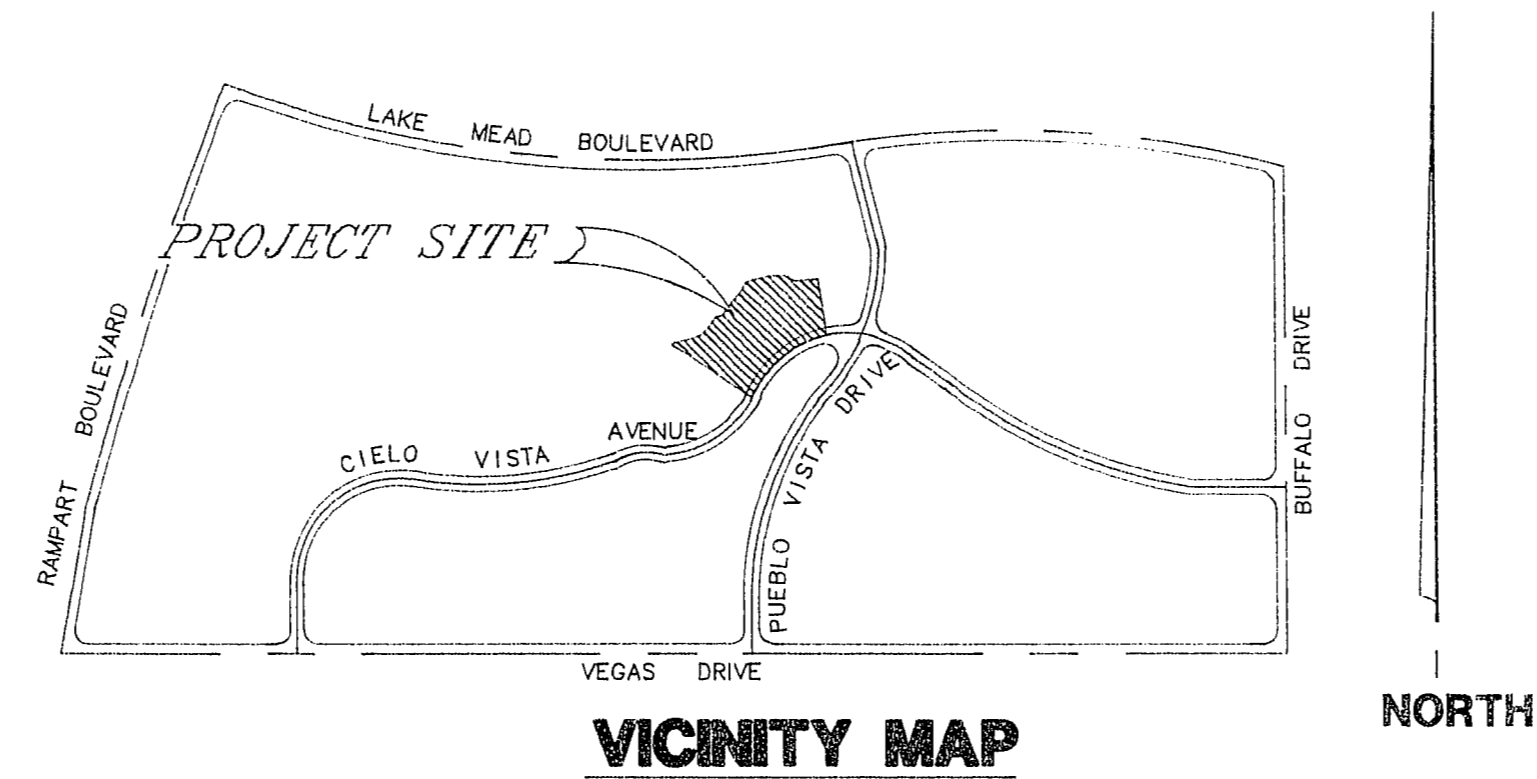 LAKE MEAD BOULEVARD
PROJECT SITE
RAMPART BOULEVARD
BUFFALO DRIVE
CIELO VISTA AVENUE
PUEBLO VISTA DRIVE
VEGAS DRIVE
NORTH
VICINITY MAP